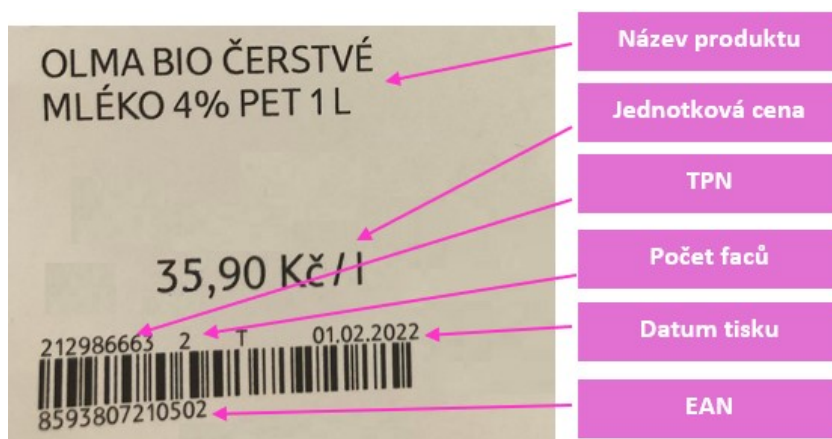 OLMA BIO ČERSTVÉ
MLÉKO 4% PET 1 L
35,90 Kč / l
212986663 2 T 01.02.2022
8593807210502
Název produktu
Jednotková cena
TPN
Počet faců
Datum tisku
EAN